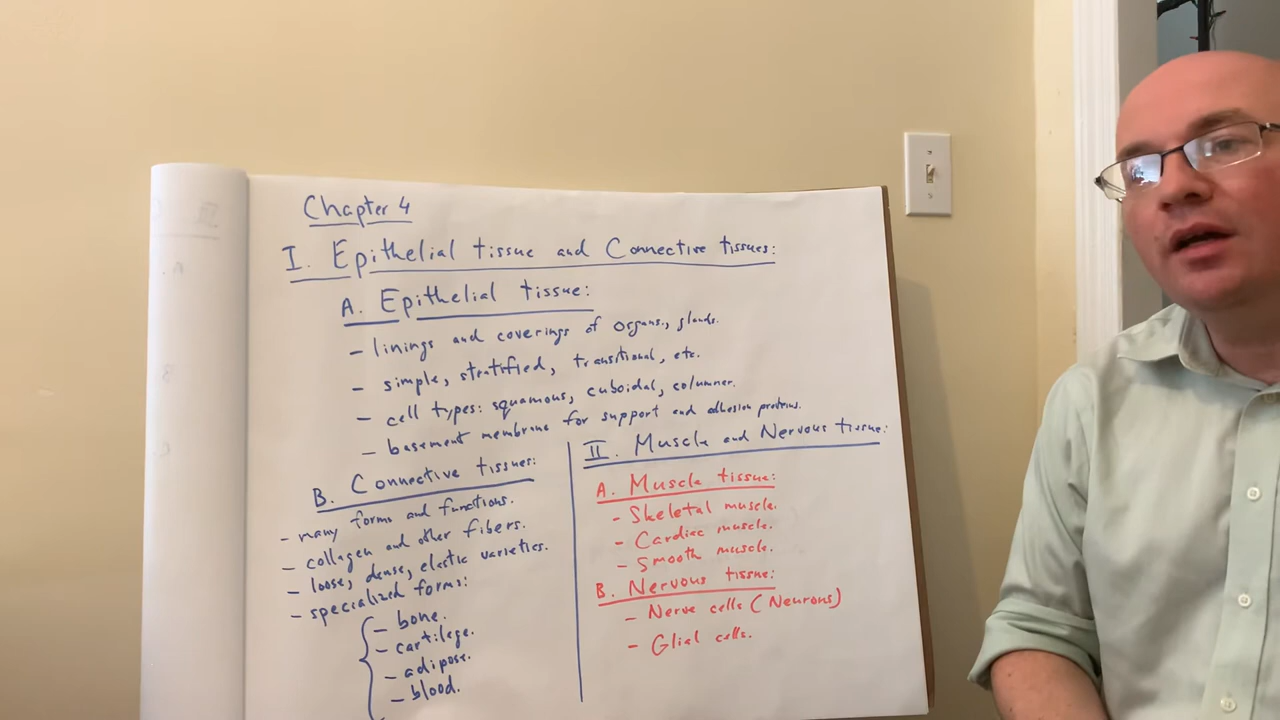 Chapter 4
I. Epithelial tissue and Connective tissues:
A. Epithelial tissue:
- linings and coverings of organs, glands.
- simple, stratified, transitional, etc.
- cell types: squamous, cuboidal, columner.
- basement membrane for support and adhesion proteins.
B. Connective tissues:
- many forms and functions.
- collagen and other fibers.
- loose, dense, elastic varieties.
- specialized forms:
- bone.
- cartilage.
- adipose.
- blood.
II. Muscle and Nervous tissue:
A. Muscle tissue:
- Skeletal muscle.
- Cardiac muscle.
- Smooth muscle.
B. Nervous tissue:
- Nerve cells (Neurons)
- Glial cells.